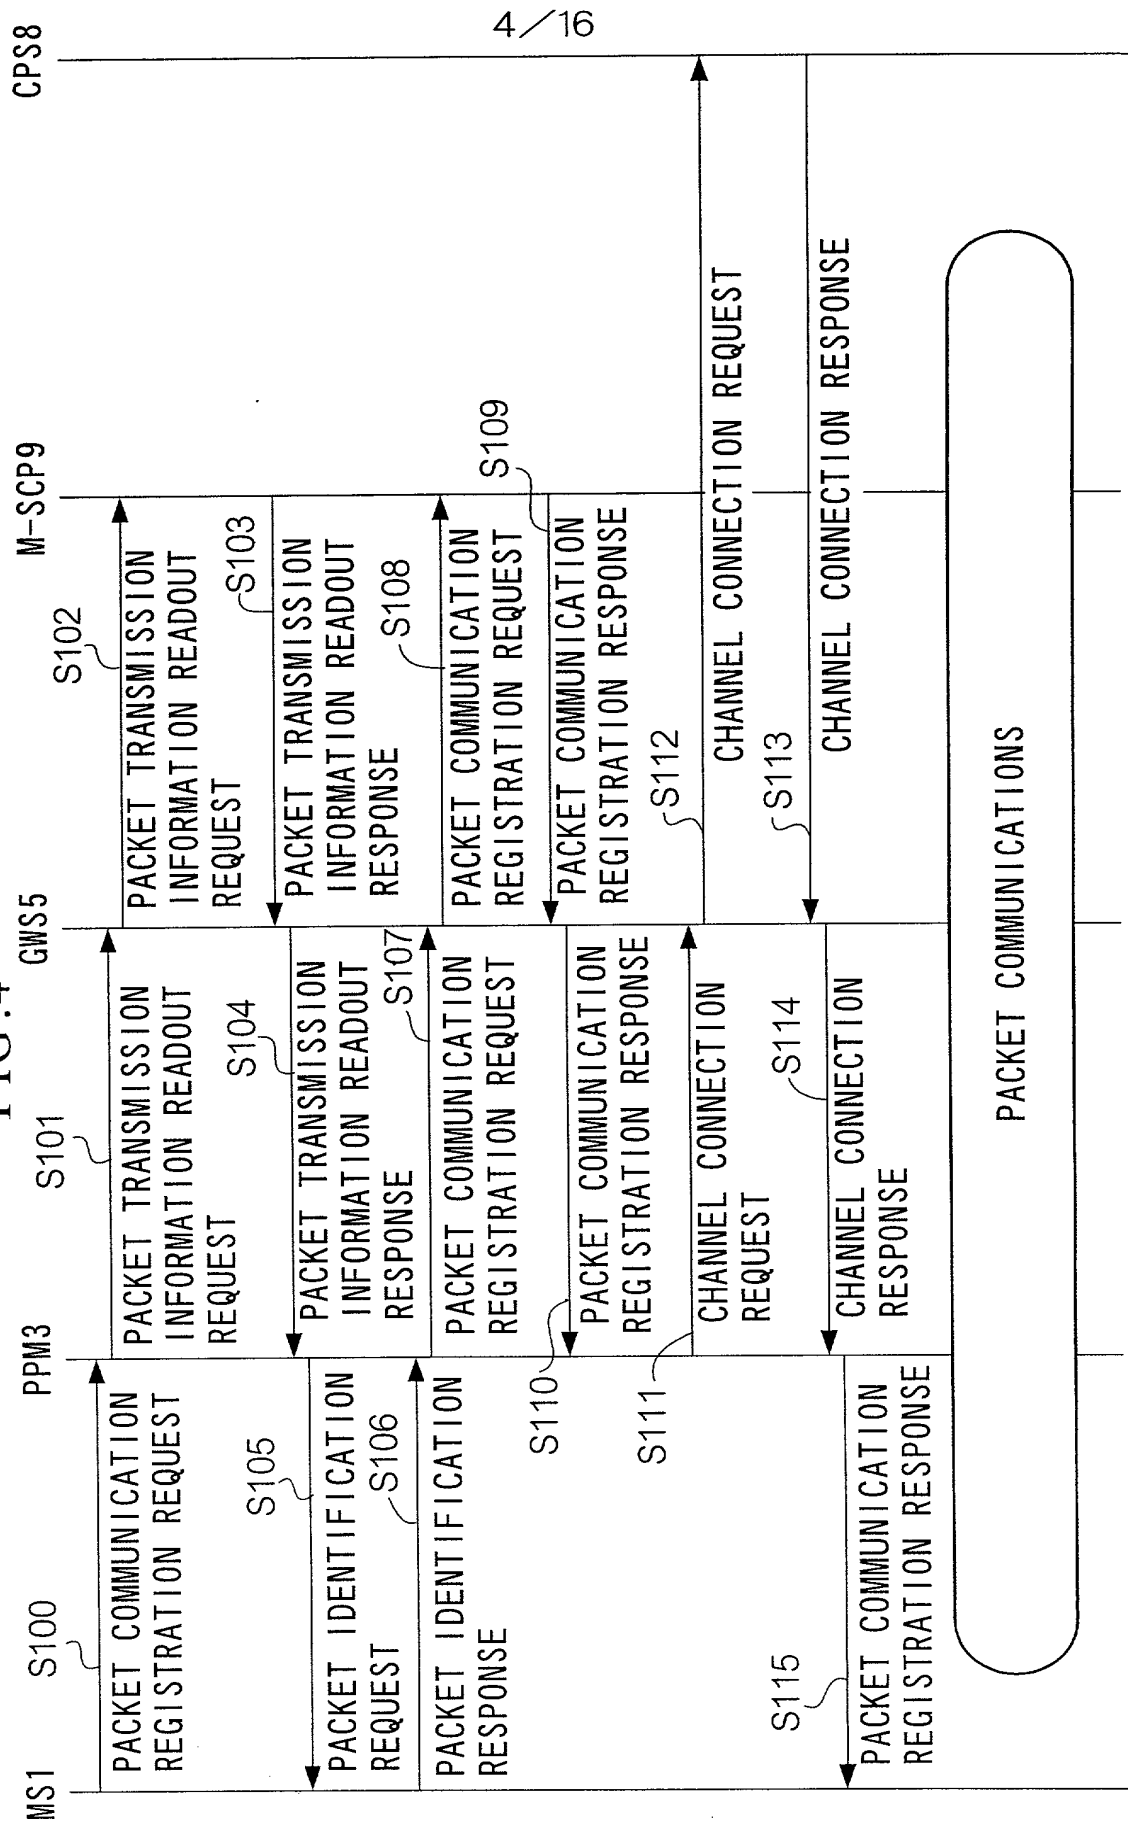 4/16
FIG.4
MS1
PPM3
GWS5
M-SCP9
CPS8
S100
PACKET COMMUNICATION
REGISTRATION REQUEST
S101
PACKET TRANSMISSION
INFORMATION READOUT
REQUEST
S102
PACKET TRANSMISSION
INFORMATION READOUT
REQUEST
S103
PACKET TRANSMISSION
INFORMATION READOUT
RESPONSE
S104
PACKET TRANSMISSION
INFORMATION READOUT
RESPONSE
S105
PACKET IDENTIFICATION
REQUEST
S106
PACKET IDENTIFICATION
RESPONSE
S107
PACKET COMMUNICATION
REGISTRATION REQUEST
S108
PACKET COMMUNICATION
REGISTRATION REQUEST
S109
PACKET COMMUNICATION
REGISTRATION RESPONSE
S110
PACKET COMMUNICATION
REGISTRATION RESPONSE
S111
CHANNEL CONNECTION
REQUEST
S112
CHANNEL CONNECTION REQUEST
S113
CHANNEL CONNECTION RESPONSE
S114
CHANNEL CONNECTION
RESPONSE
S115
PACKET COMMUNICATION
REGISTRATION RESPONSE
PACKET COMMUNICATIONS